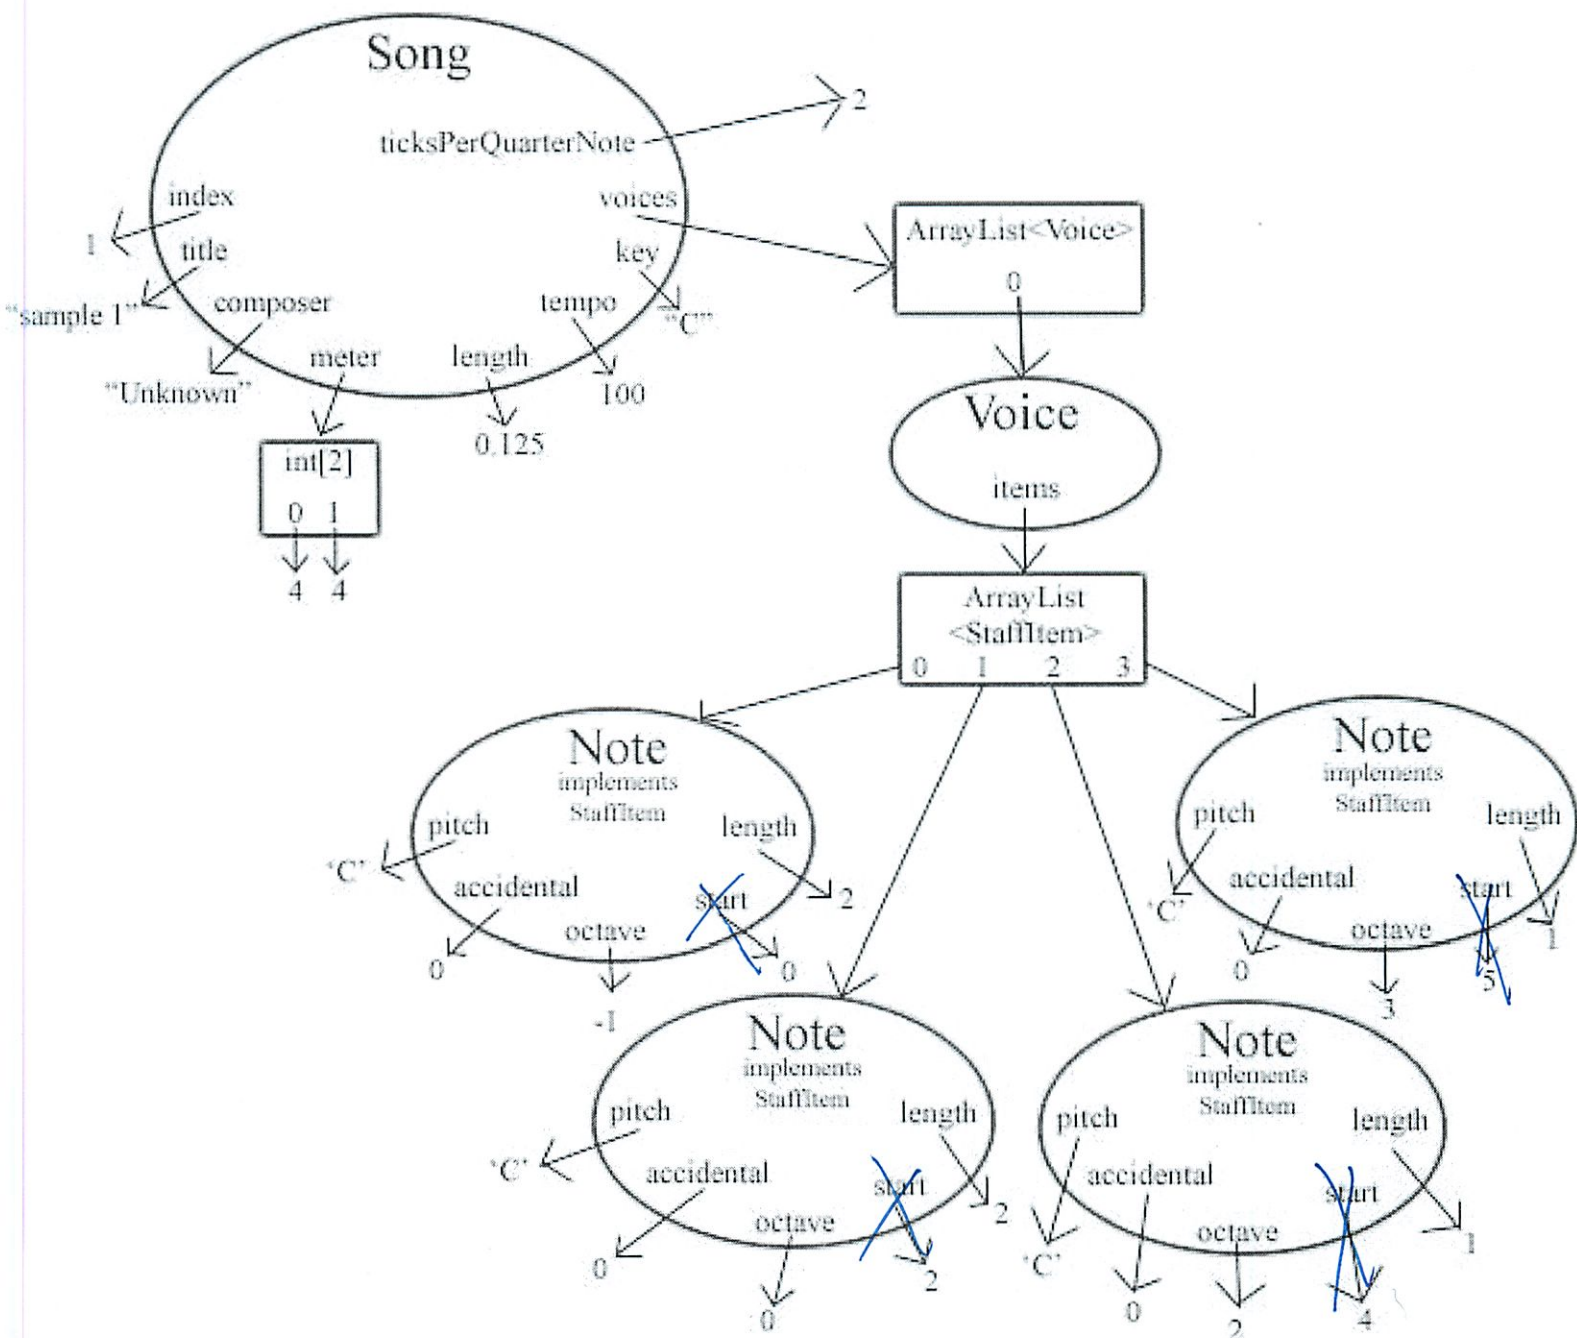 Song
ticksPerQuarterNote
2
index
voices
1
title
key
"sample 1"
composer
tempo
"C"
"Unknown"
meter
length
100
0.125
int[2]
0 1
4 4
ArrayList<Voice>
0
Voice
items
ArrayList
<StaffItem>
0 1 2 3
Note
implements
StaffItem
pitch
length
'C'
accidental
start
2
octave
0
0
-1
Note
implements
StaffItem
pitch
length
'C'
accidental
start
2
octave
0
2
0
Note
implements
StaffItem
pitch
length
'C'
accidental
start
1
octave
0
4
2
Note
implements
StaffItem
pitch
length
'C'
accidental
start
1
octave
0
5
3